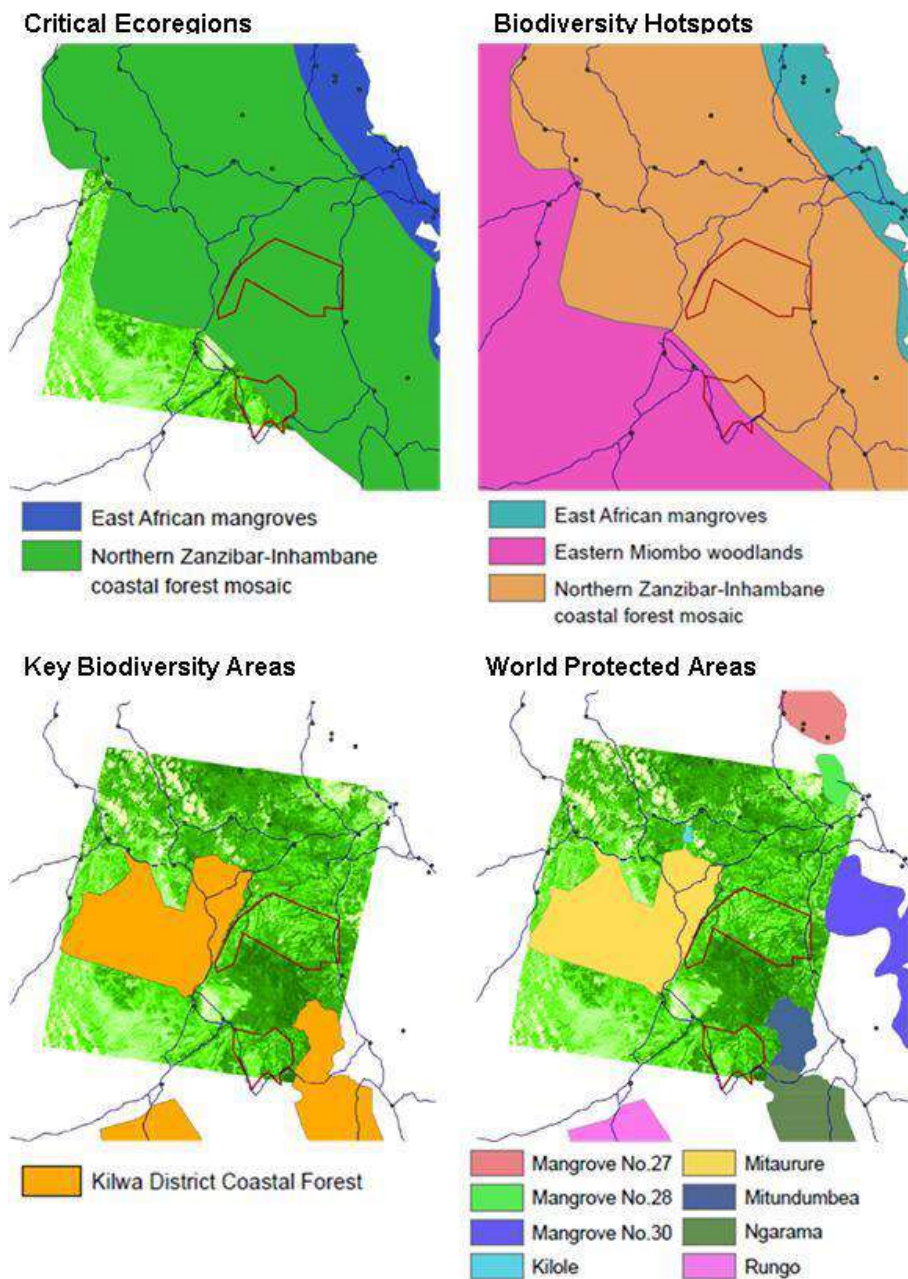 Critical Ecoregions
Biodiversity Hotspots
East African mangroves
Northern Zanzibar-Inhambane
coastal forest mosaic
East African mangroves
Eastern Miombo woodlands
Northern Zanzibar-Inhambane
coastal forest mosaic
Key Biodiversity Areas
World Protected Areas
Kilwa District Coastal Forest
Mangrove No.27
Mangrove No.28
Mangrove No.30
Kilole
Mitaurure
Mitundumbea
Ngarama
Rungo